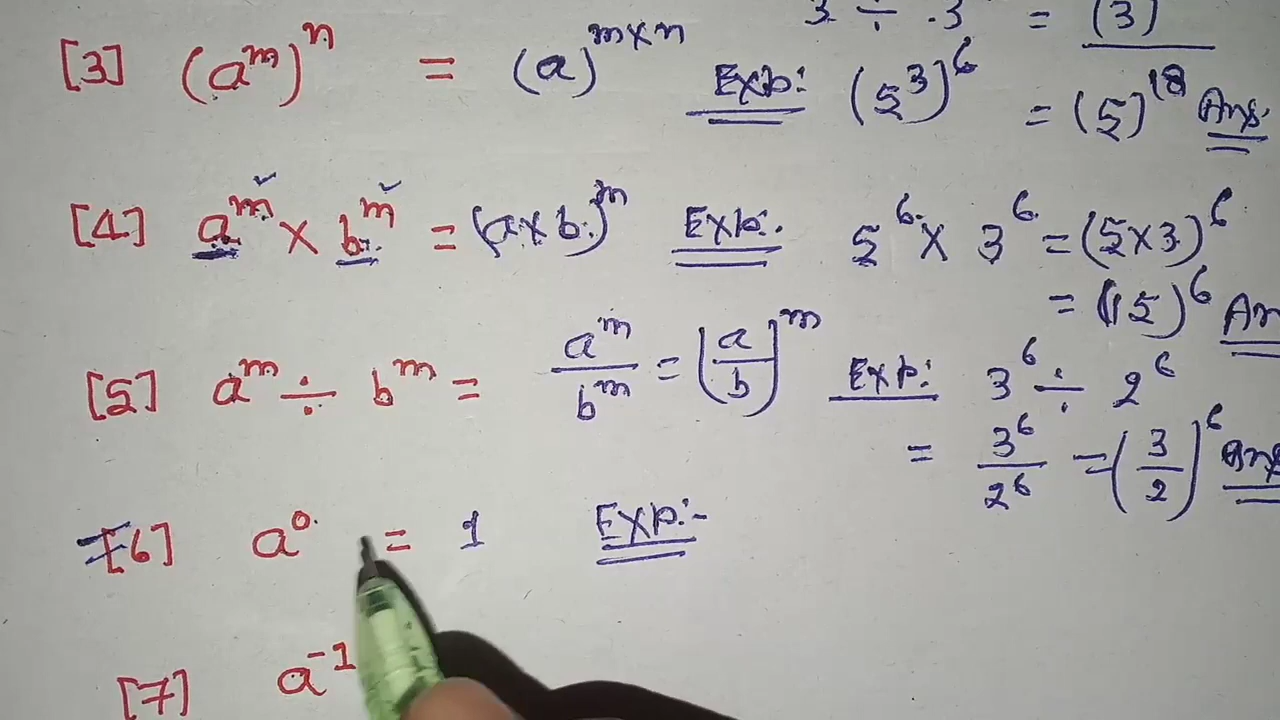 3 ÷ 3 = (3)
[3] (a^m)^n = (a)^m×n Exp: (5^3)^6 = (5)^18 Ans.
[4] a^m × b^m = (a×b)^m Exp: 5^6 × 3^6 = (5×3)^6
= (15)^6 An
[5] a^m ÷ b^m = a^m/b^m = (a/b)^m Exp: 3^6 ÷ 2^6
= 3^6/2^6 = (3/2)^6 Ans
[6] a^0 = 1 Exp:-
[7] a^-1